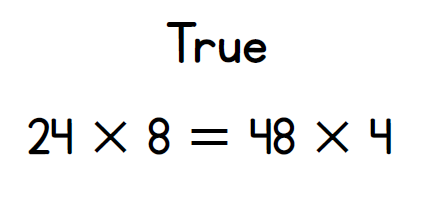 True
24 × 8 = 48 × 4